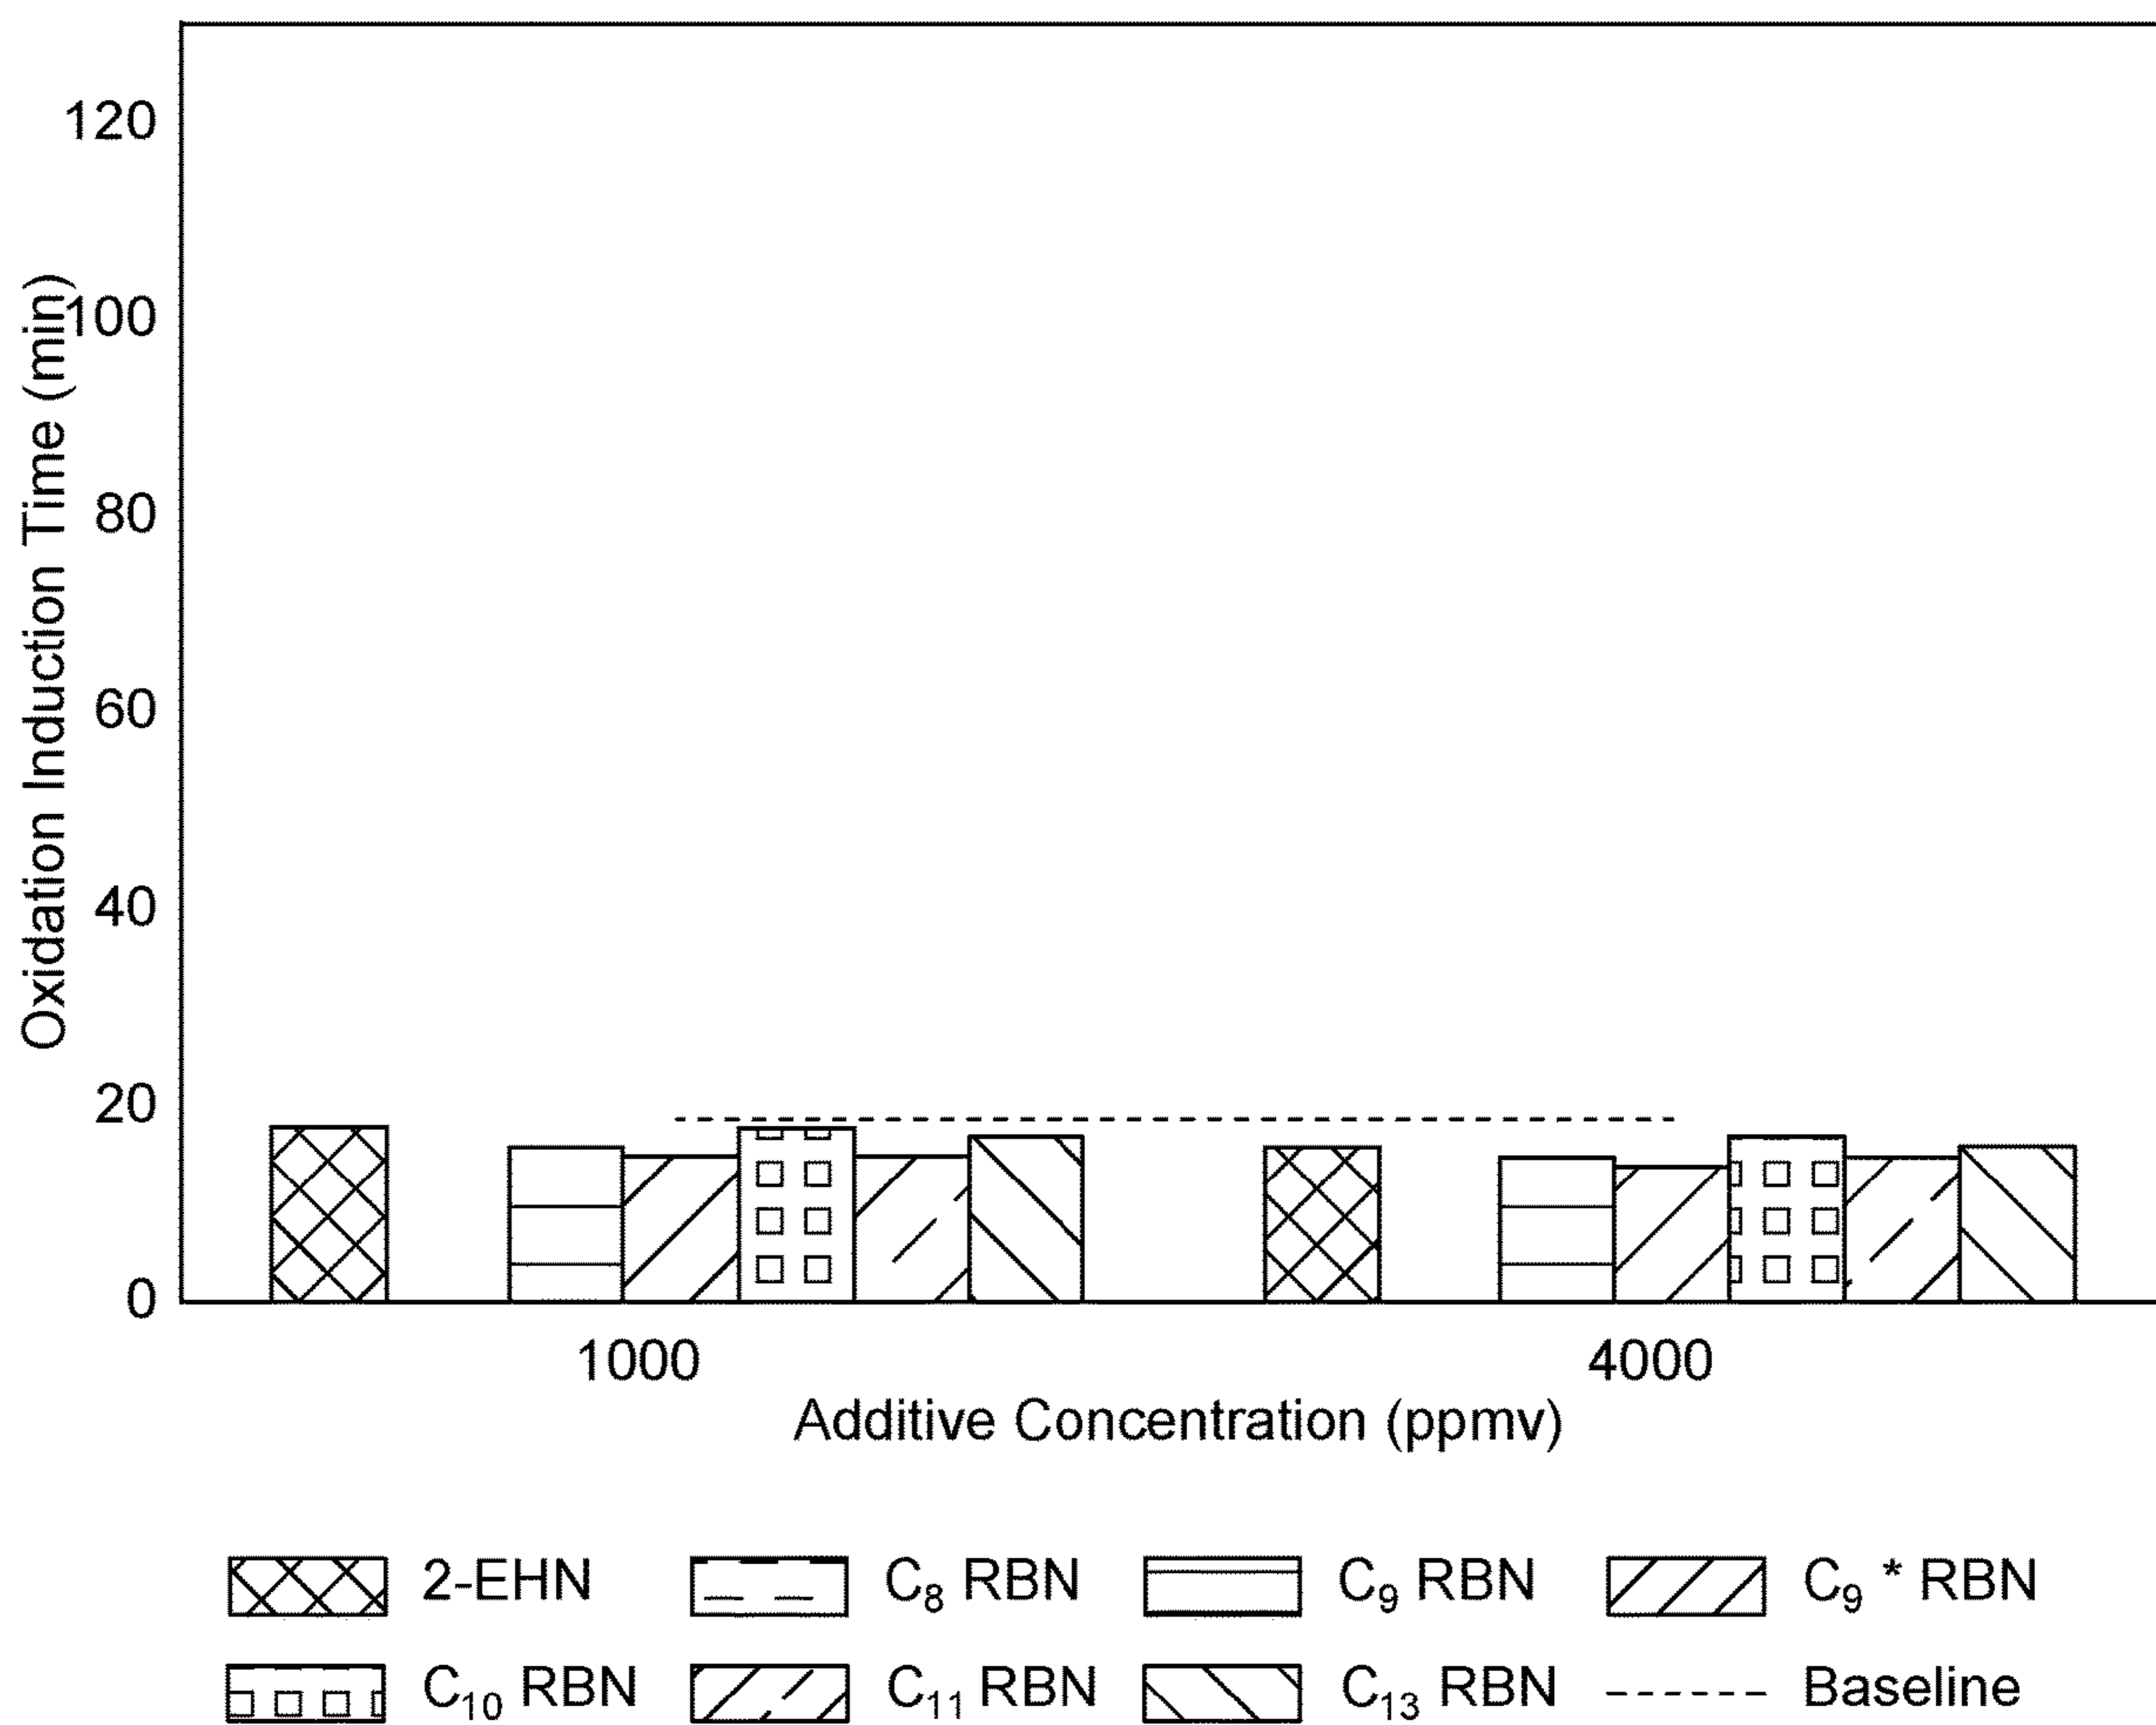 Oxidation Induction Time (min)
120
100
80
60
40
20
0
1000 4000
Additive Concentration (ppmv)
2-EHN C₈ RBN C₉ RBN C₉ * RBN
C₁₀ RBN C₁₁ RBN C₁₃ RBN Baseline